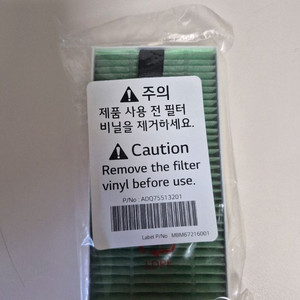 주의
제품 사용 전 필터
비닐을 제거하세요.
Caution
Remove the filter
vinyl before use.
P/No : ADQ75513201
Label P/No : MBM67216001